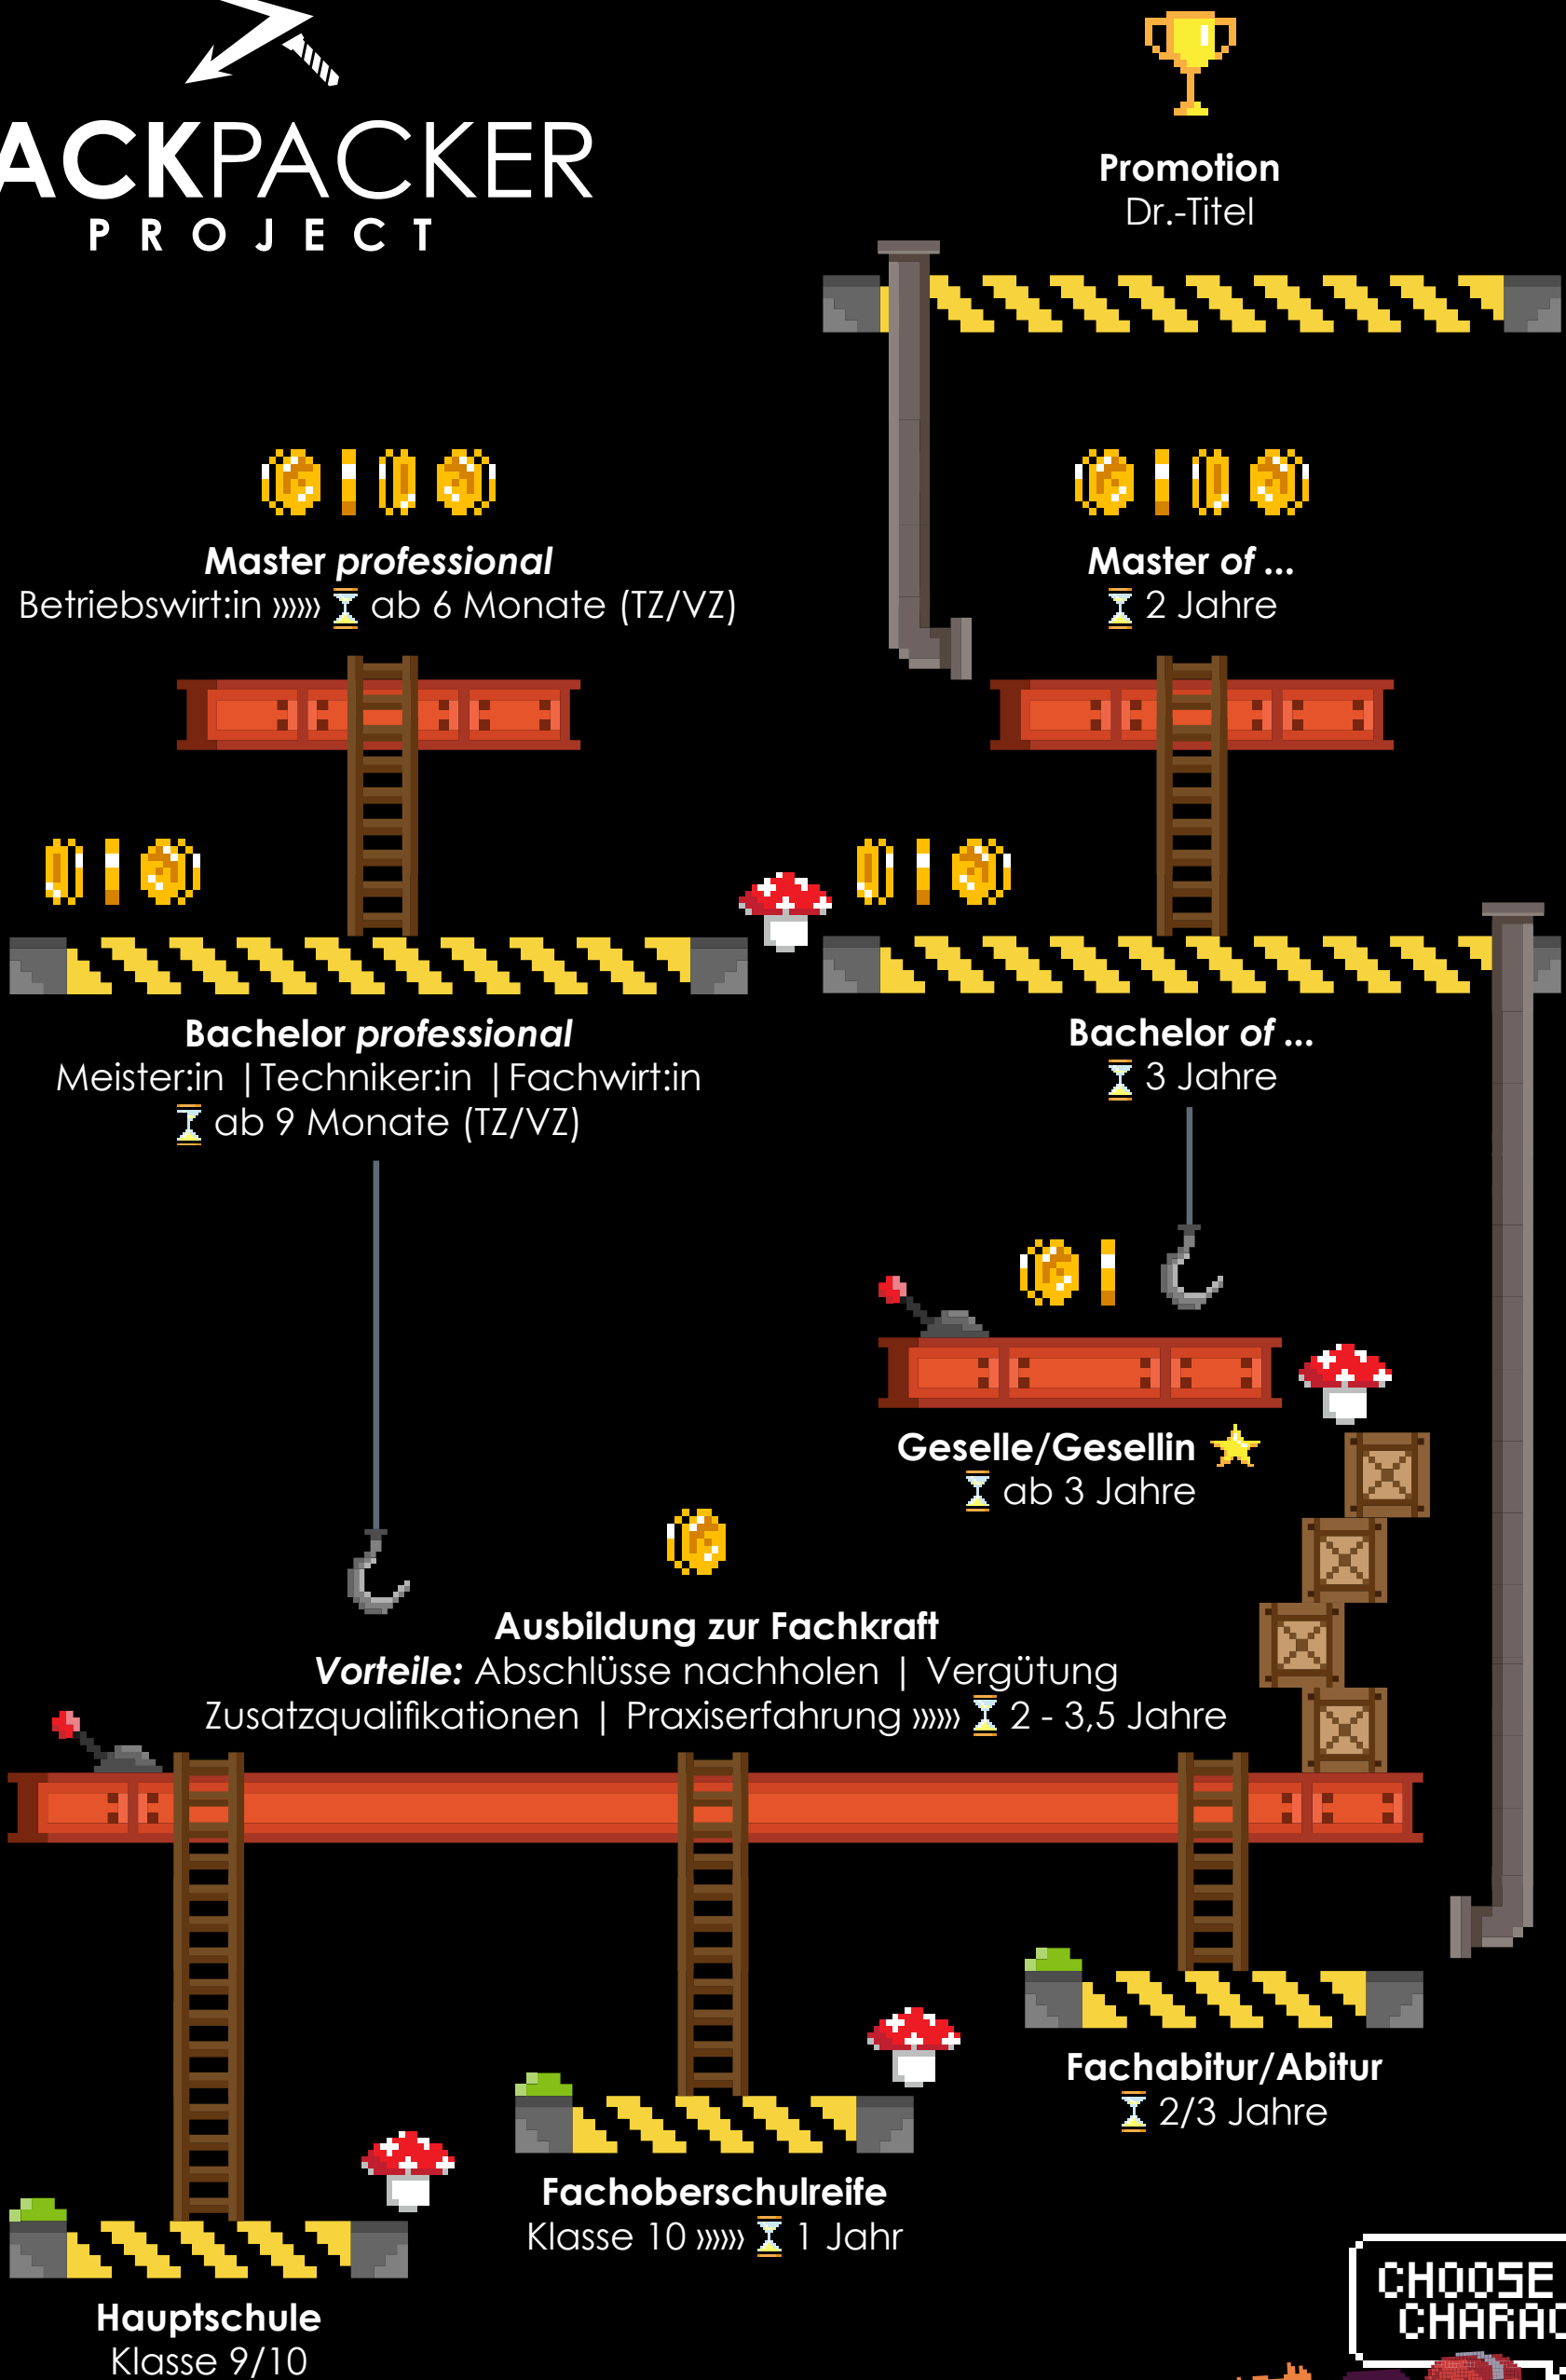 ACKPACKER
PROJECT
Promotion
Dr.-Titel
Master professional
Betriebswirt:in »»» ab 6 Monate (TZ/VZ)
Master of ...
2 Jahre
Bachelor professional
Meister:in | Techniker:in | Fachwirt:in
ab 9 Monate (TZ/VZ)
Bachelor of ...
3 Jahre
Geselle/Gesellin
ab 3 Jahre
Ausbildung zur Fachkraft
Vorteile: Abschlüsse nachholen | Vergütung
Zusatzqualifikationen | Praxiserfahrung »»» 2 - 3,5 Jahre
Fachabitur/Abitur
2/3 Jahre
Fachoberschulreife
Klasse 10 »»» 1 Jahr
Hauptschule
Klasse 9/10
CHOOSE
CHARAC